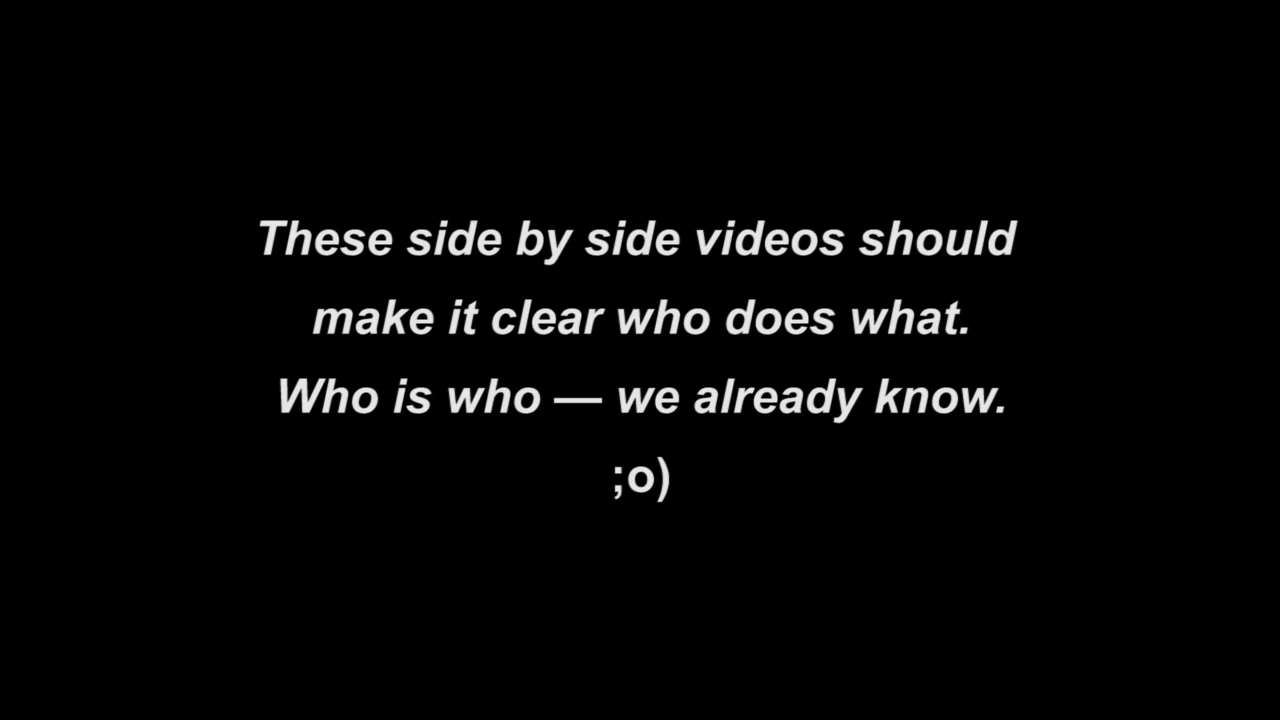 These side by side videos should
make it clear who does what.
Who is who — we already know.
;o)